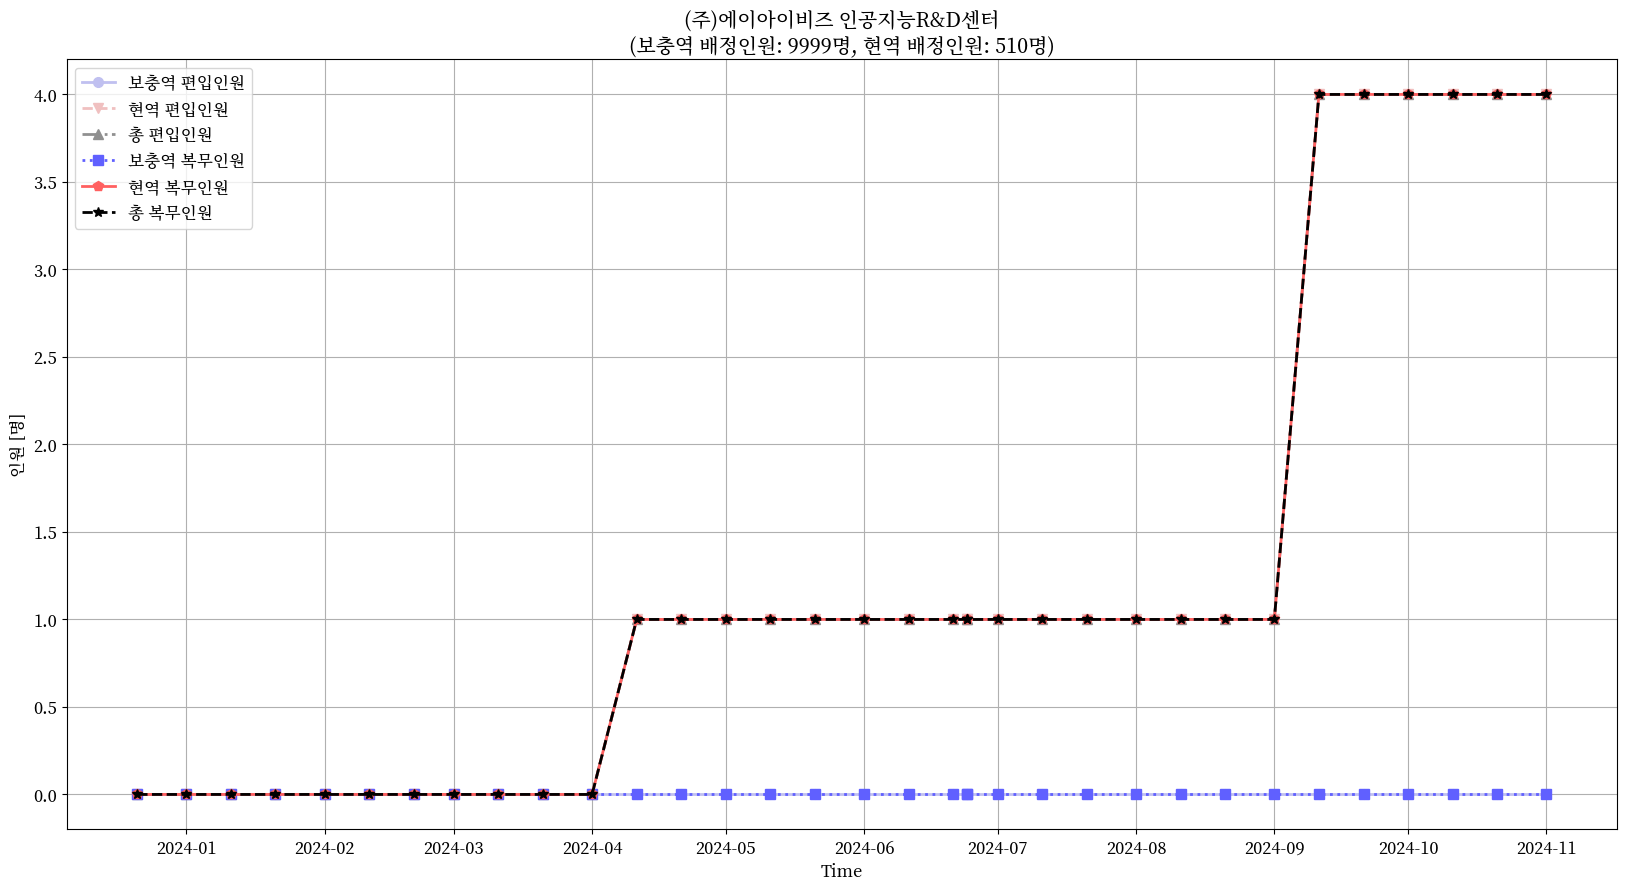 (주)에이아이비즈 인공지능R&D센터
(보충역 배정인원: 9999명, 현역 배정인원: 510명)
보충역 편입인원
현역 편입인원
총 편입인원
보충역 복무인원
현역 복무인원
총 복무인원
인원 [명]
4.0
3.5
3.0
2.5
2.0
1.5
1.0
0.5
0.0
2024-01 2024-02 2024-03 2024-04 2024-05 2024-06 2024-07 2024-08 2024-09 2024-10 2024-11
Time